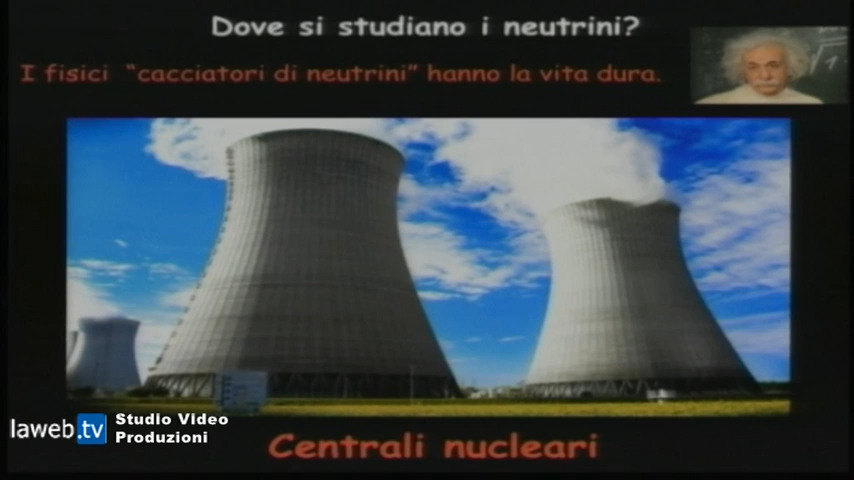 Dove si studiano i neutrini?
I fisici "cacciatori di neutrini" hanno la vita dura.
laweb.tv
Studio Video
Produzioni
Centrali nucleari